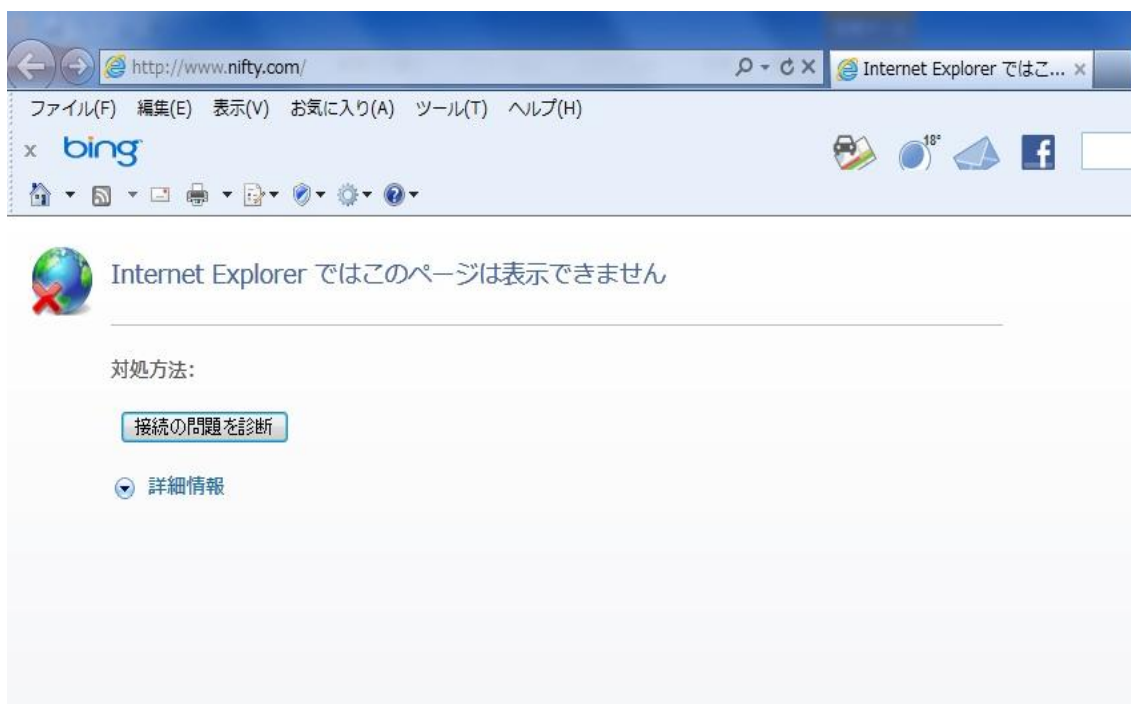 http://www.nifty.com/
Internet Explorer ではこ...
ファイル(F) 編集(E) 表示(V) お気に入り(A) ツール(T) ヘルプ(H)
x bing
18°
f
Internet Explorer ではこのページは表示できません
対処方法:
接続の問題を診断
詳細情報